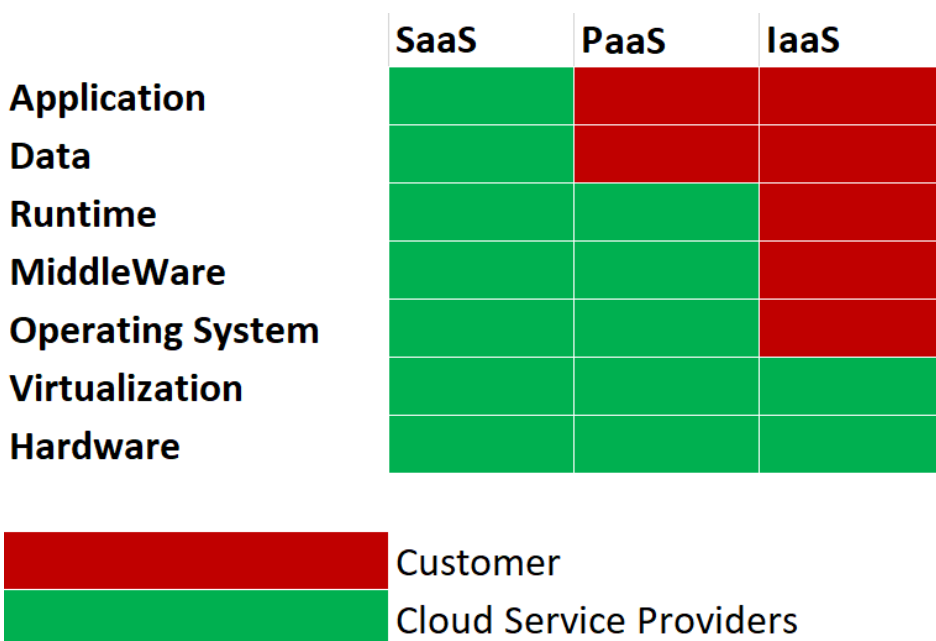 SaaS PaaS IaaS
Application
Data
Runtime
MiddleWare
Operating System
Virtualization
Hardware
Customer
Cloud Service Providers